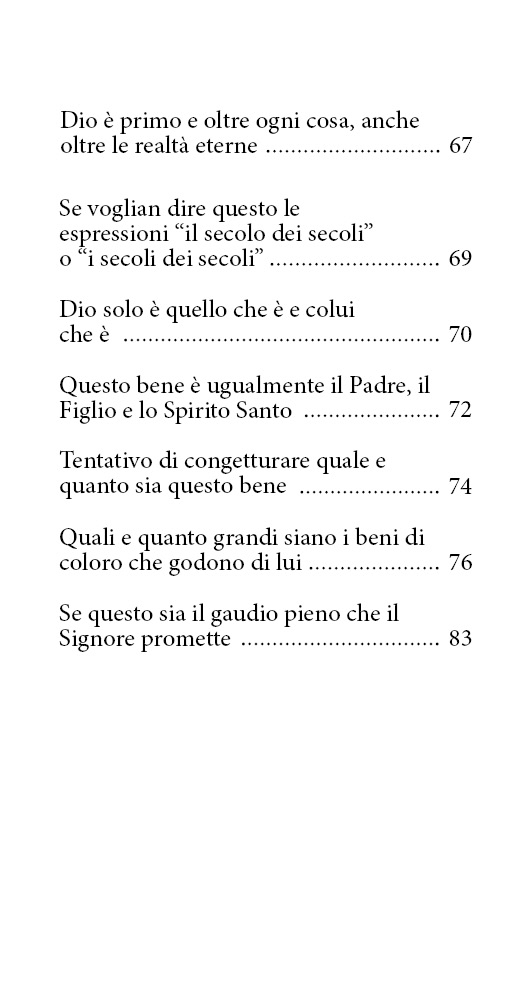 Dio è primo e oltre ogni cosa, anche
oltre le realtà eterne ............................ 67
Se voglian dire questo le
espressioni “il secolo dei secoli”
o “i secoli dei secoli” ........................... 69
Dio solo è quello che è e colui
che è ................................................... 70
Questo bene è ugualmente il Padre, il
Figlio e lo Spirito Santo ...................... 72
Tentativo di congetturare quale e
quanto sia questo bene ....................... 74
Quali e quanto grandi siano i beni di
coloro che godono di lui ..................... 76
Se questo sia il gaudio pieno che il
Signore promette ................................ 83